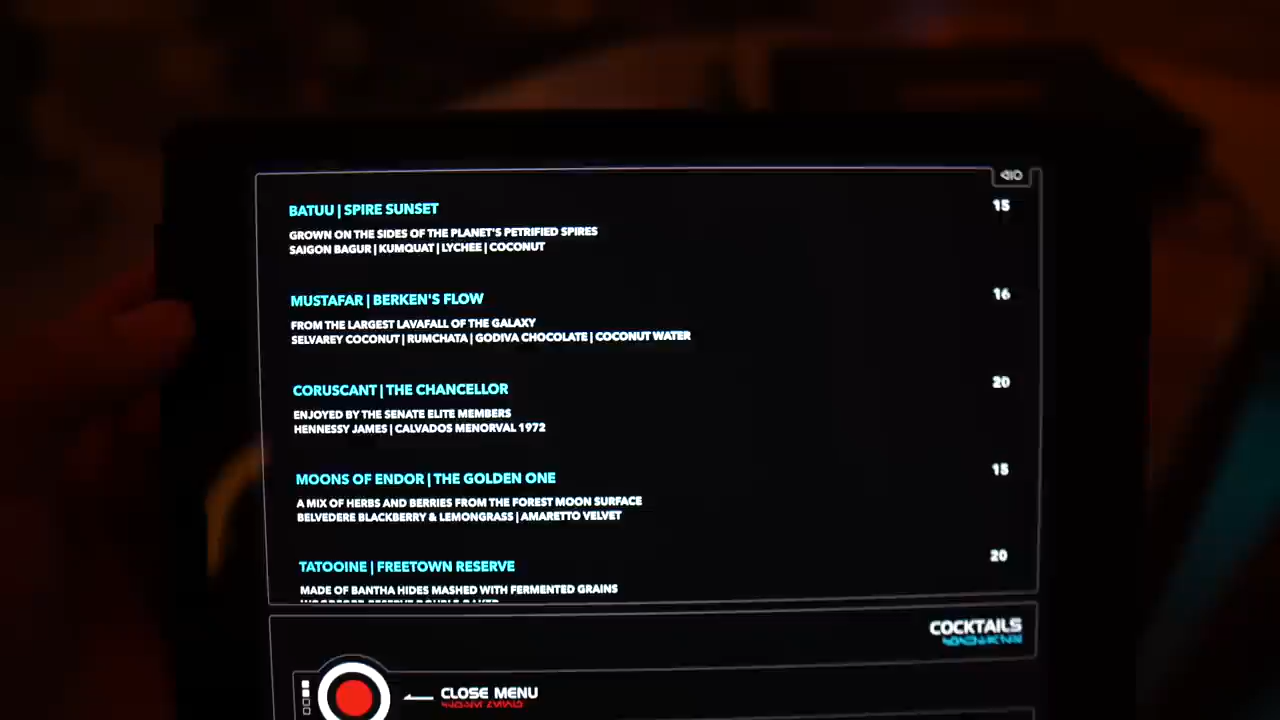 BATUU | SPIRE SUNSET
15
GROWN ON THE SIDES OF THE PLANET'S PETRIFIED SPIRES
SAIGON BAGUR | KUMQUAT | LYCHEE | COCONUT
MUSTAFAR | BERKEN'S FLOW
16
FROM THE LARGEST LAVAFALL OF THE GALAXY
SELVAREY COCONUT | RUMCHATA | GODIVA CHOCOLATE | COCONUT WATER
CORUSCANT | THE CHANCELLOR
20
ENJOYED BY THE SENATE ELITE MEMBERS
HENNESSY JAMES | CALVADOS MENORVAL 1972
MOONS OF ENDOR | THE GOLDEN ONE
15
A MIX OF HERBS AND BERRIES FROM THE FOREST MOON SURFACE
BELVEDERE BLACKBERRY & LEMONGRASS | AMARETTO VELVET
TATOOINE | FREETOWN RESERVE
20
MADE OF BANTHA HIDES MASHED WITH FERMENTED GRAINS
COCKTAILS
CLOSE MENU